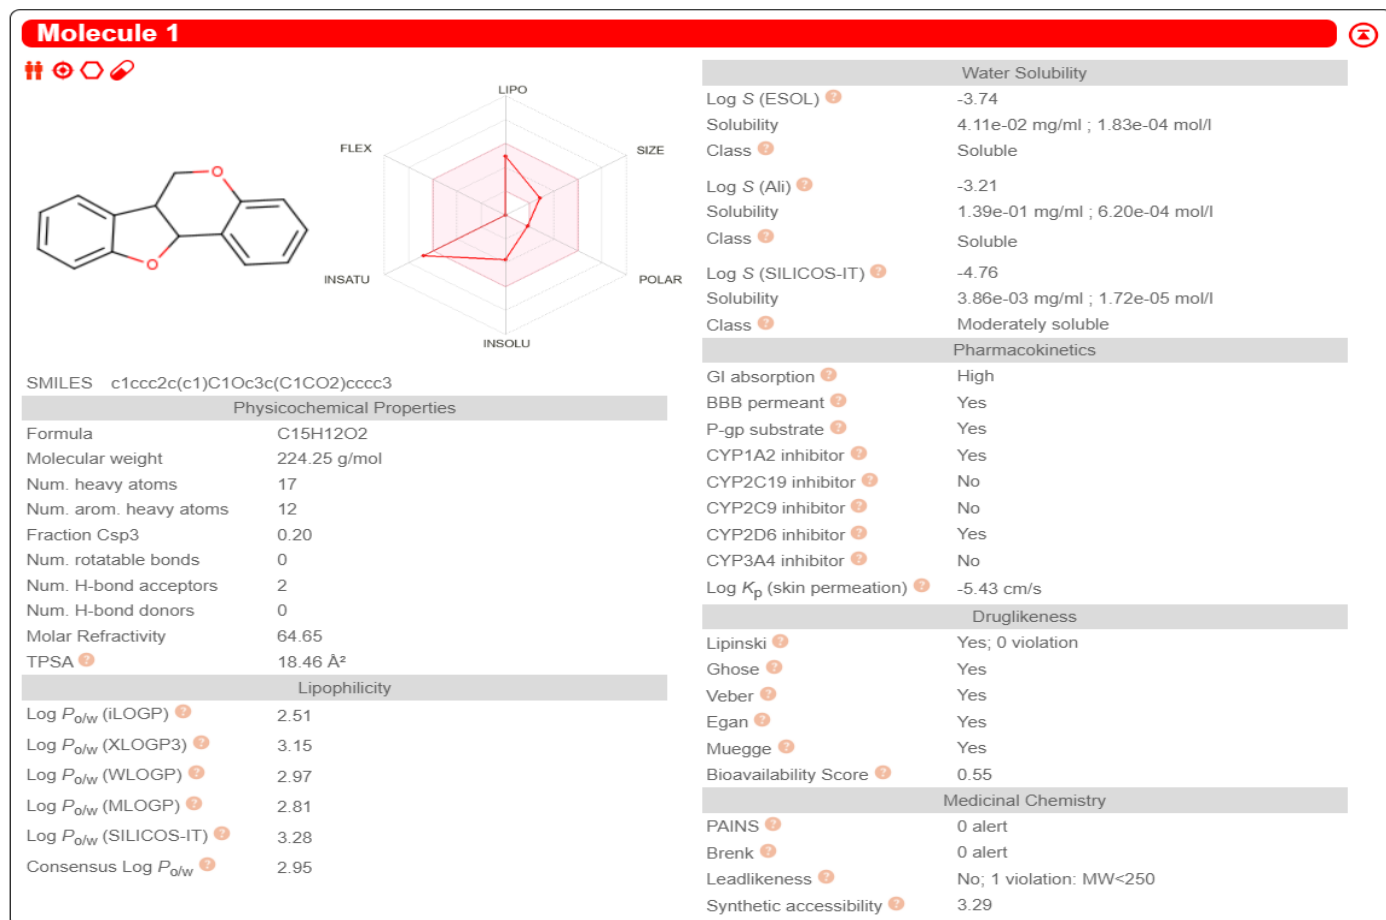 Molecule 1
LIPO
FLEX
SIZE
INSATU
POLAR
INSOLU
O
O
SMILES c1ccc2c(c1)C1Oc3c(C1CO2)cccc3
Physicochemical Properties
Formula C15H12O2
Molecular weight 224.25 g/mol
Num. heavy atoms 17
Num. arom. heavy atoms 12
Fraction Csp3 0.20
Num. rotatable bonds 0
Num. H-bond acceptors 2
Num. H-bond donors 0
Molar Refractivity 64.65
TPSA ? 18.46 Å²
Lipophilicity
Log Po/w (iLOGP) ? 2.51
Log Po/w (XLOGP3) ? 3.15
Log Po/w (WLOGP) ? 2.97
Log Po/w (MLOGP) ? 2.81
Log Po/w (SILICOS-IT) ? 3.28
Consensus Log Po/w ? 2.95
Water Solubility
Log S (ESOL) ? -3.74
Solubility 4.11e-02 mg/ml ; 1.83e-04 mol/l
Class ? Soluble
Log S (Ali) ? -3.21
Solubility 1.39e-01 mg/ml ; 6.20e-04 mol/l
Class ? Soluble
Log S (SILICOS-IT) ? -4.76
Solubility 3.86e-03 mg/ml ; 1.72e-05 mol/l
Class ? Moderately soluble
Pharmacokinetics
GI absorption ? High
BBB permeant ? Yes
P-gp substrate ? Yes
CYP1A2 inhibitor ? Yes
CYP2C19 inhibitor ? No
CYP2C9 inhibitor ? No
CYP2D6 inhibitor ? Yes
CYP3A4 inhibitor ? No
Log Kp (skin permeation) ? -5.43 cm/s
Druglikeness
Lipinski ? Yes; 0 violation
Ghose ? Yes
Veber ? Yes
Egan ? Yes
Muegge ? Yes
Bioavailability Score ? 0.55
Medicinal Chemistry
PAINS ? 0 alert
Brenk ? 0 alert
Leadlikeness ? No; 1 violation: MW<250
Synthetic accessibility ? 3.29